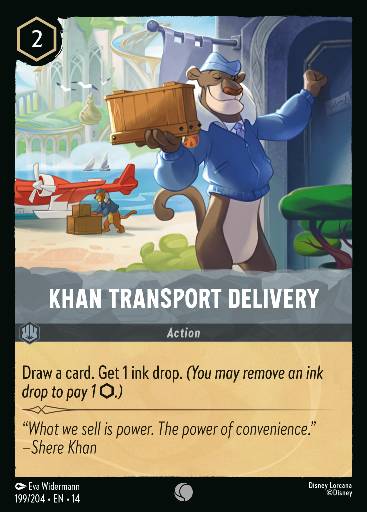 2
KHAN TRANSPORT DELIVERY
Action
Draw a card. Get 1 ink drop. (You may remove an ink
drop to pay 1 ⬡.)
“What we sell is power. The power of convenience.”
–Shere Khan
Eva Widermann
Disney Lorcana
199/204 • EN • 14
©Disney